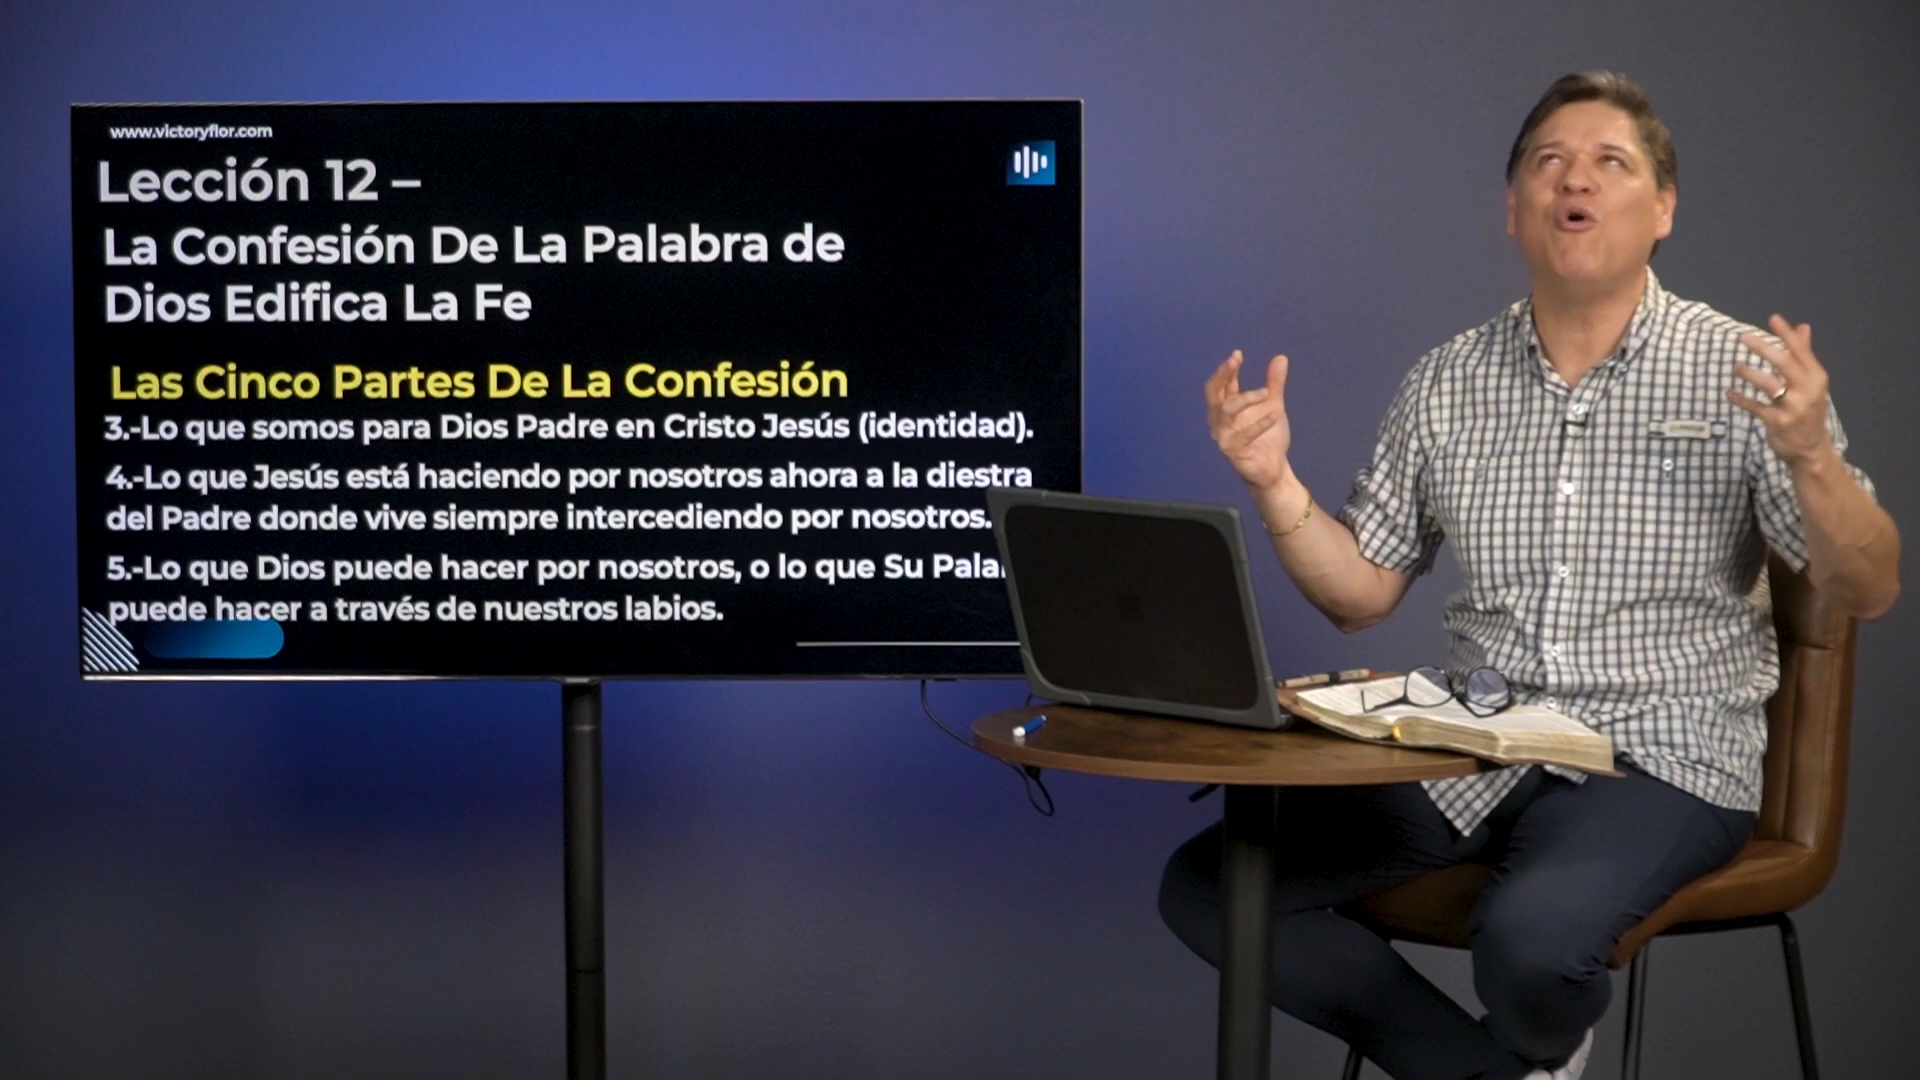 www.victoryflor.com
Lección 12 –
La Confesión De La Palabra de
Dios Edifica La Fe
Las Cinco Partes De La Confesión
3.-Lo que somos para Dios Padre en Cristo Jesús (identidad).
4.-Lo que Jesús está haciendo por nosotros ahora a la diestra
del Padre donde vive siempre intercediendo por nosotros.
5.-Lo que Dios puede hacer por nosotros, o lo que Su
puede hacer a través de nuestros labios.